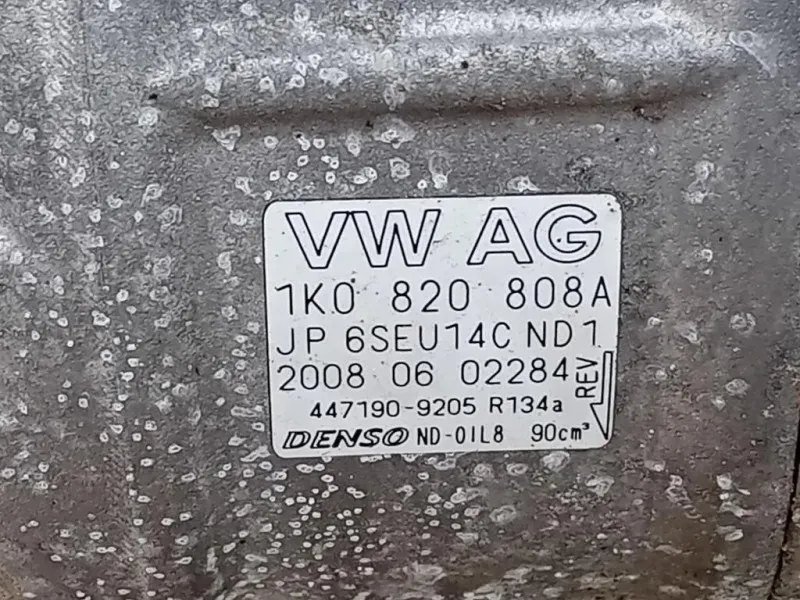 VW AG
1K0 820 808A
JP 6SEU14C ND1
2008 06 02284
REV
447190-9205 R134a
DENSO ND-OIL8 90cm³